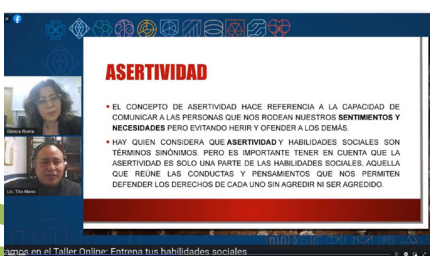 ASERTIVIDAD
• EL CONCEPTO DE ASERTIVIDAD HACE REFERENCIA A LA CAPACIDAD DE
COMUNICAR A LAS PERSONAS QUE NOS RODEAN NUESTROS SENTIMIENTOS Y
NECESIDADES PERO EVITANDO HERIR Y OFENDER A LOS DEMÁS.
• HAY QUIEN CONSIDERA QUE ASERTIVIDAD Y HABILIDADES SOCIALES SON
TÉRMINOS SINÓNIMOS. PERO ES IMPORTANTE TENER EN CUENTA QUE LA
ASERTIVIDAD ES SOLO UNA PARTE DE LAS HABILIDADES SOCIALES, AQUELLA
QUE REÚNE LAS CONDUCTAS Y PENSAMIENTOS QUE NOS PERMITEN
DEFENDER LOS DERECHOS DE CADA UNO SIN AGREDIR NI SER AGREDIDO.
Blanca Rivera
Lic. Tito Mario
amos en el Taller Online: Entrena tus habilidades sociales